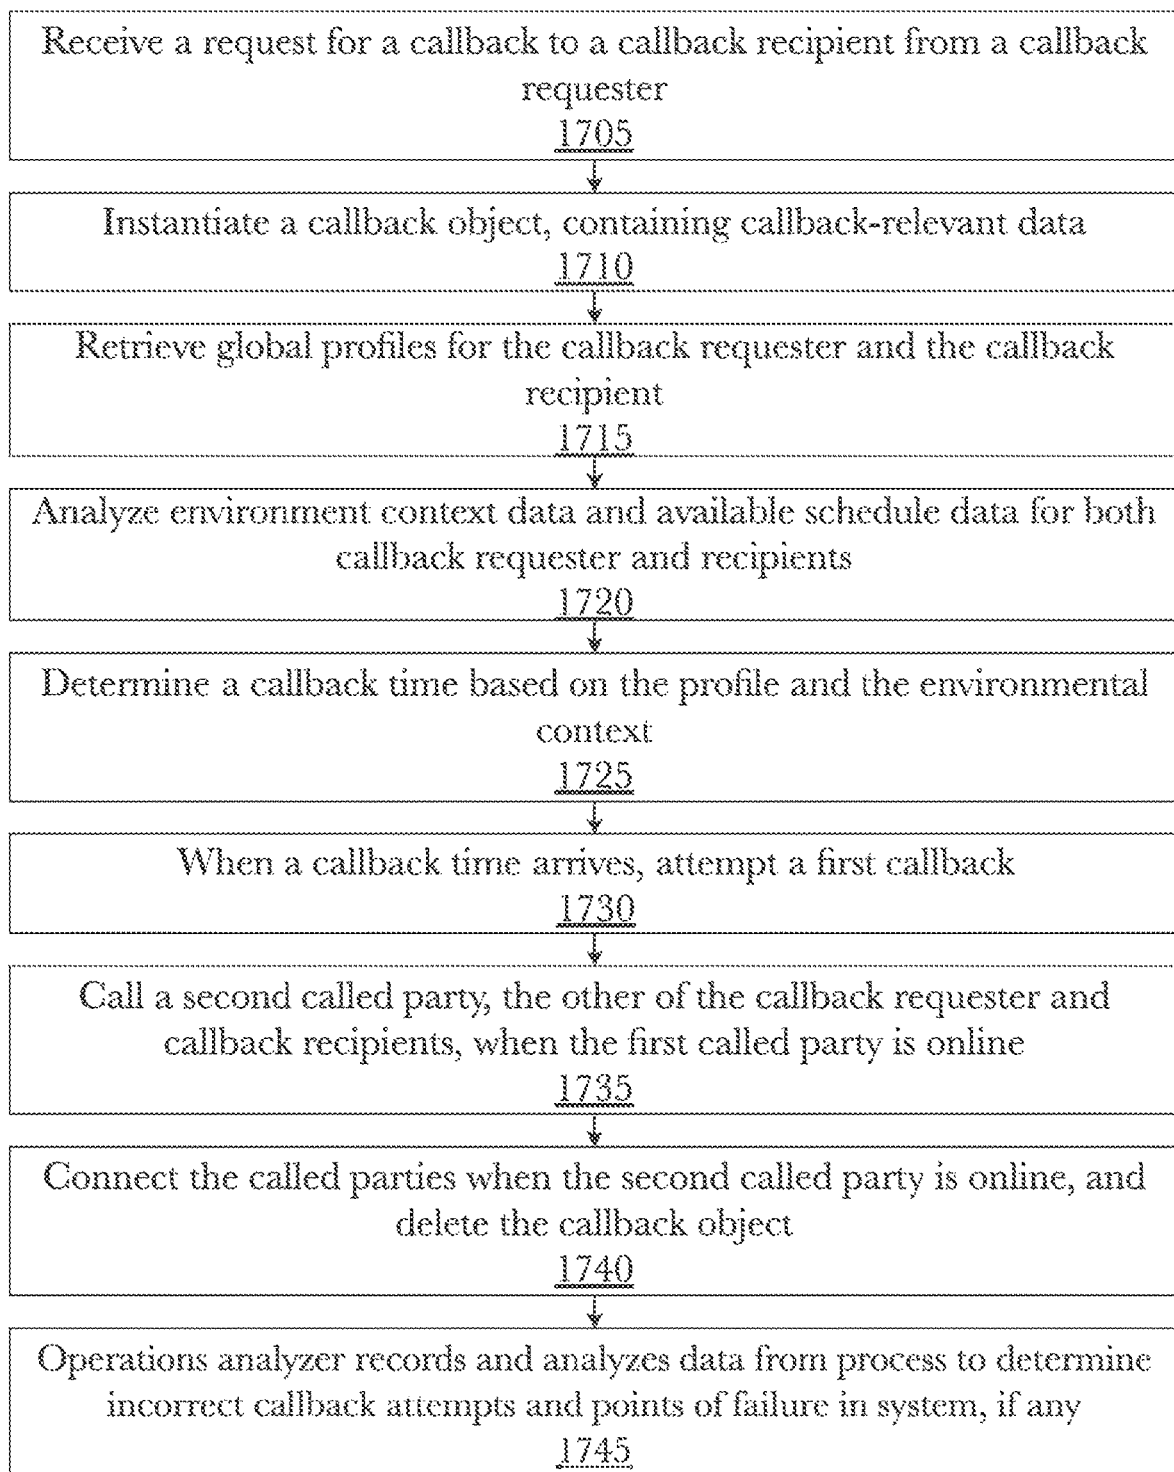 Receive a request for a callback to a callback recipient from a callback
requester
1705
Instantiate a callback object, containing callback-relevant data
1710
Retrieve global profiles for the callback requester and the callback
recipient
1715
Analyze environment context data and available schedule data for both
callback requester and recipients
1720
Determine a callback time based on the profile and the environmental
context
1725
When a callback time arrives, attempt a first callback
1730
Call a second called party, the other of the callback requester and
callback recipients, when the first called party is online
1735
Connect the called parties when the second called party is online, and
delete the callback object
1740
Operations analyzer records and analyzes data from process to determine
incorrect callback attempts and points of failure in system, if any
1745